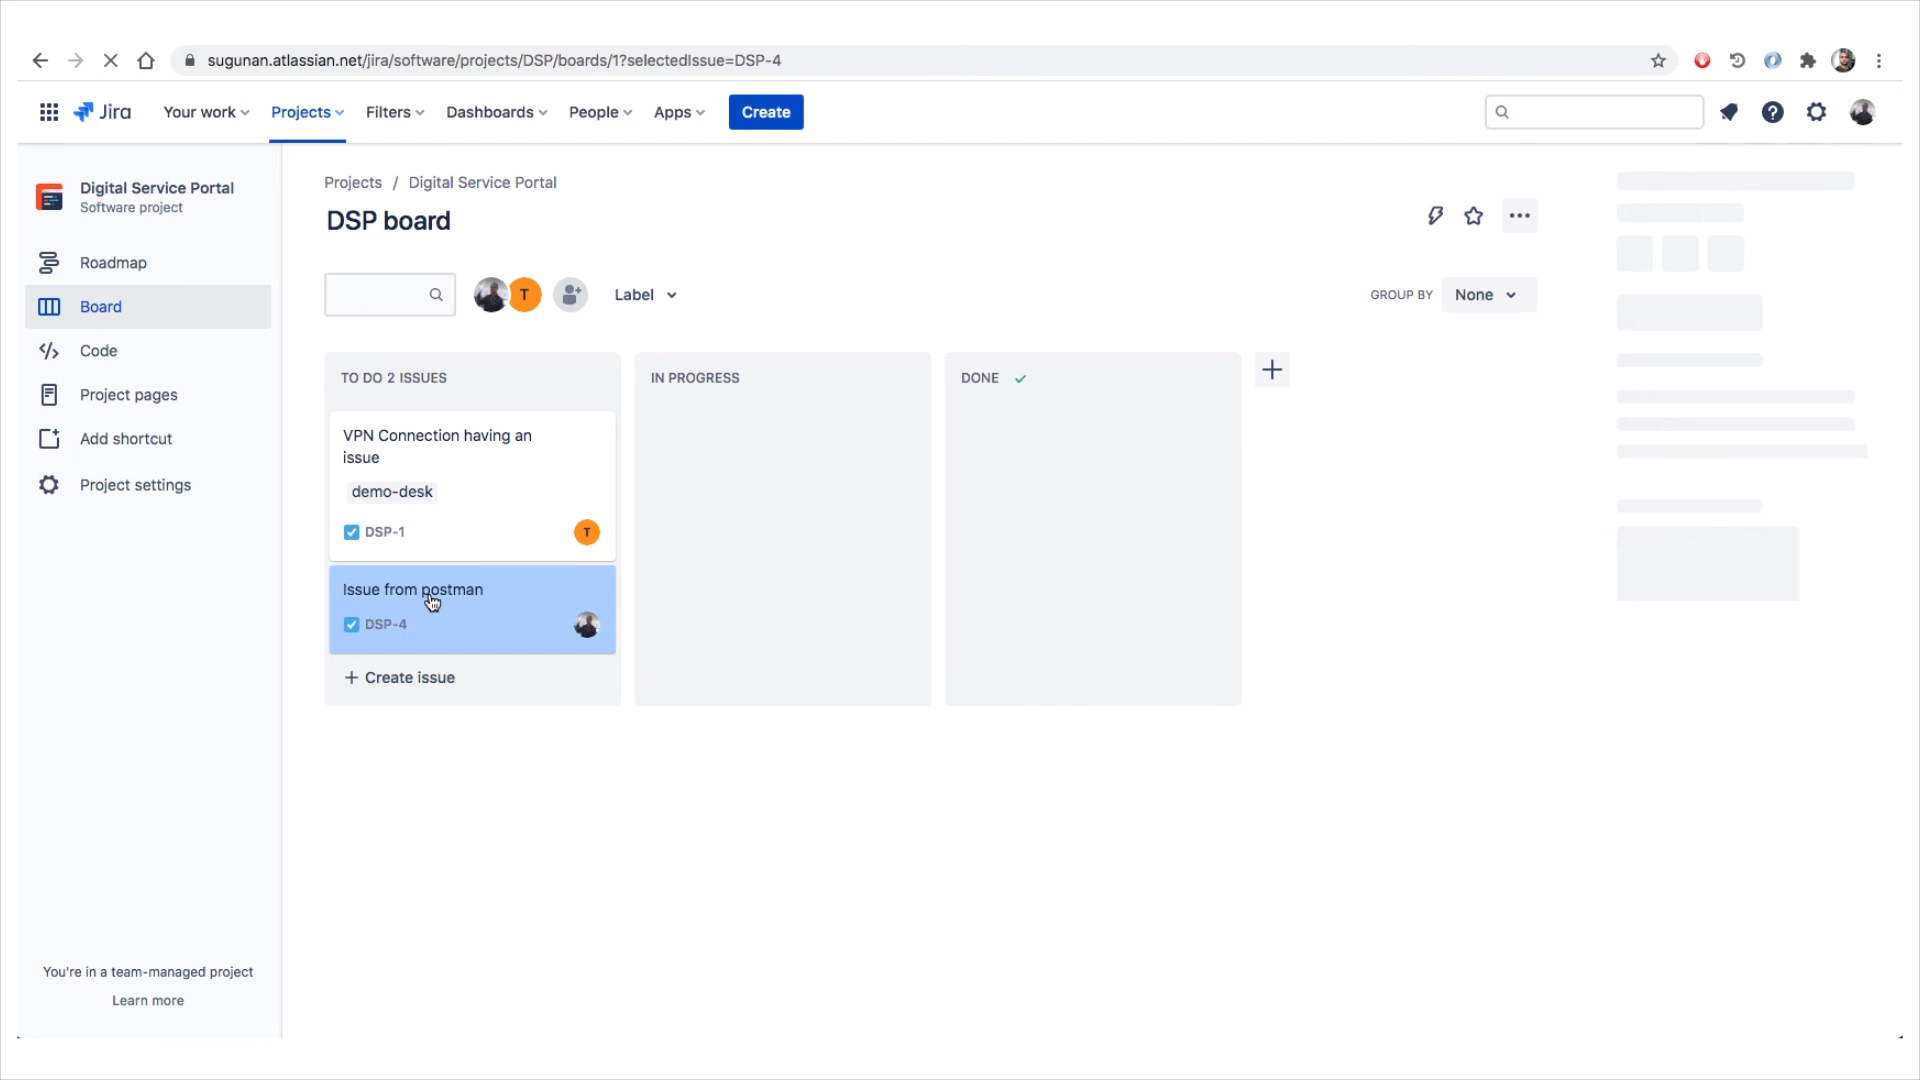 sugunan.atlassian.net/jira/software/projects/DSP/boards/1?selectedIssue=DSP-4
Jira
Your work
Projects
Filters
Dashboards
People
Apps
Create
Digital Service Portal
Software project
Roadmap
Board
Code
Project pages
Add shortcut
Project settings
You're in a team-managed project
Learn more
Projects / Digital Service Portal
DSP board
T
Label
GROUP BY
None
TO DO 2 ISSUES
IN PROGRESS
DONE
VPN Connection having an
issue
demo-desk
DSP-1
T
Issue from postman
DSP-4
+ Create issue